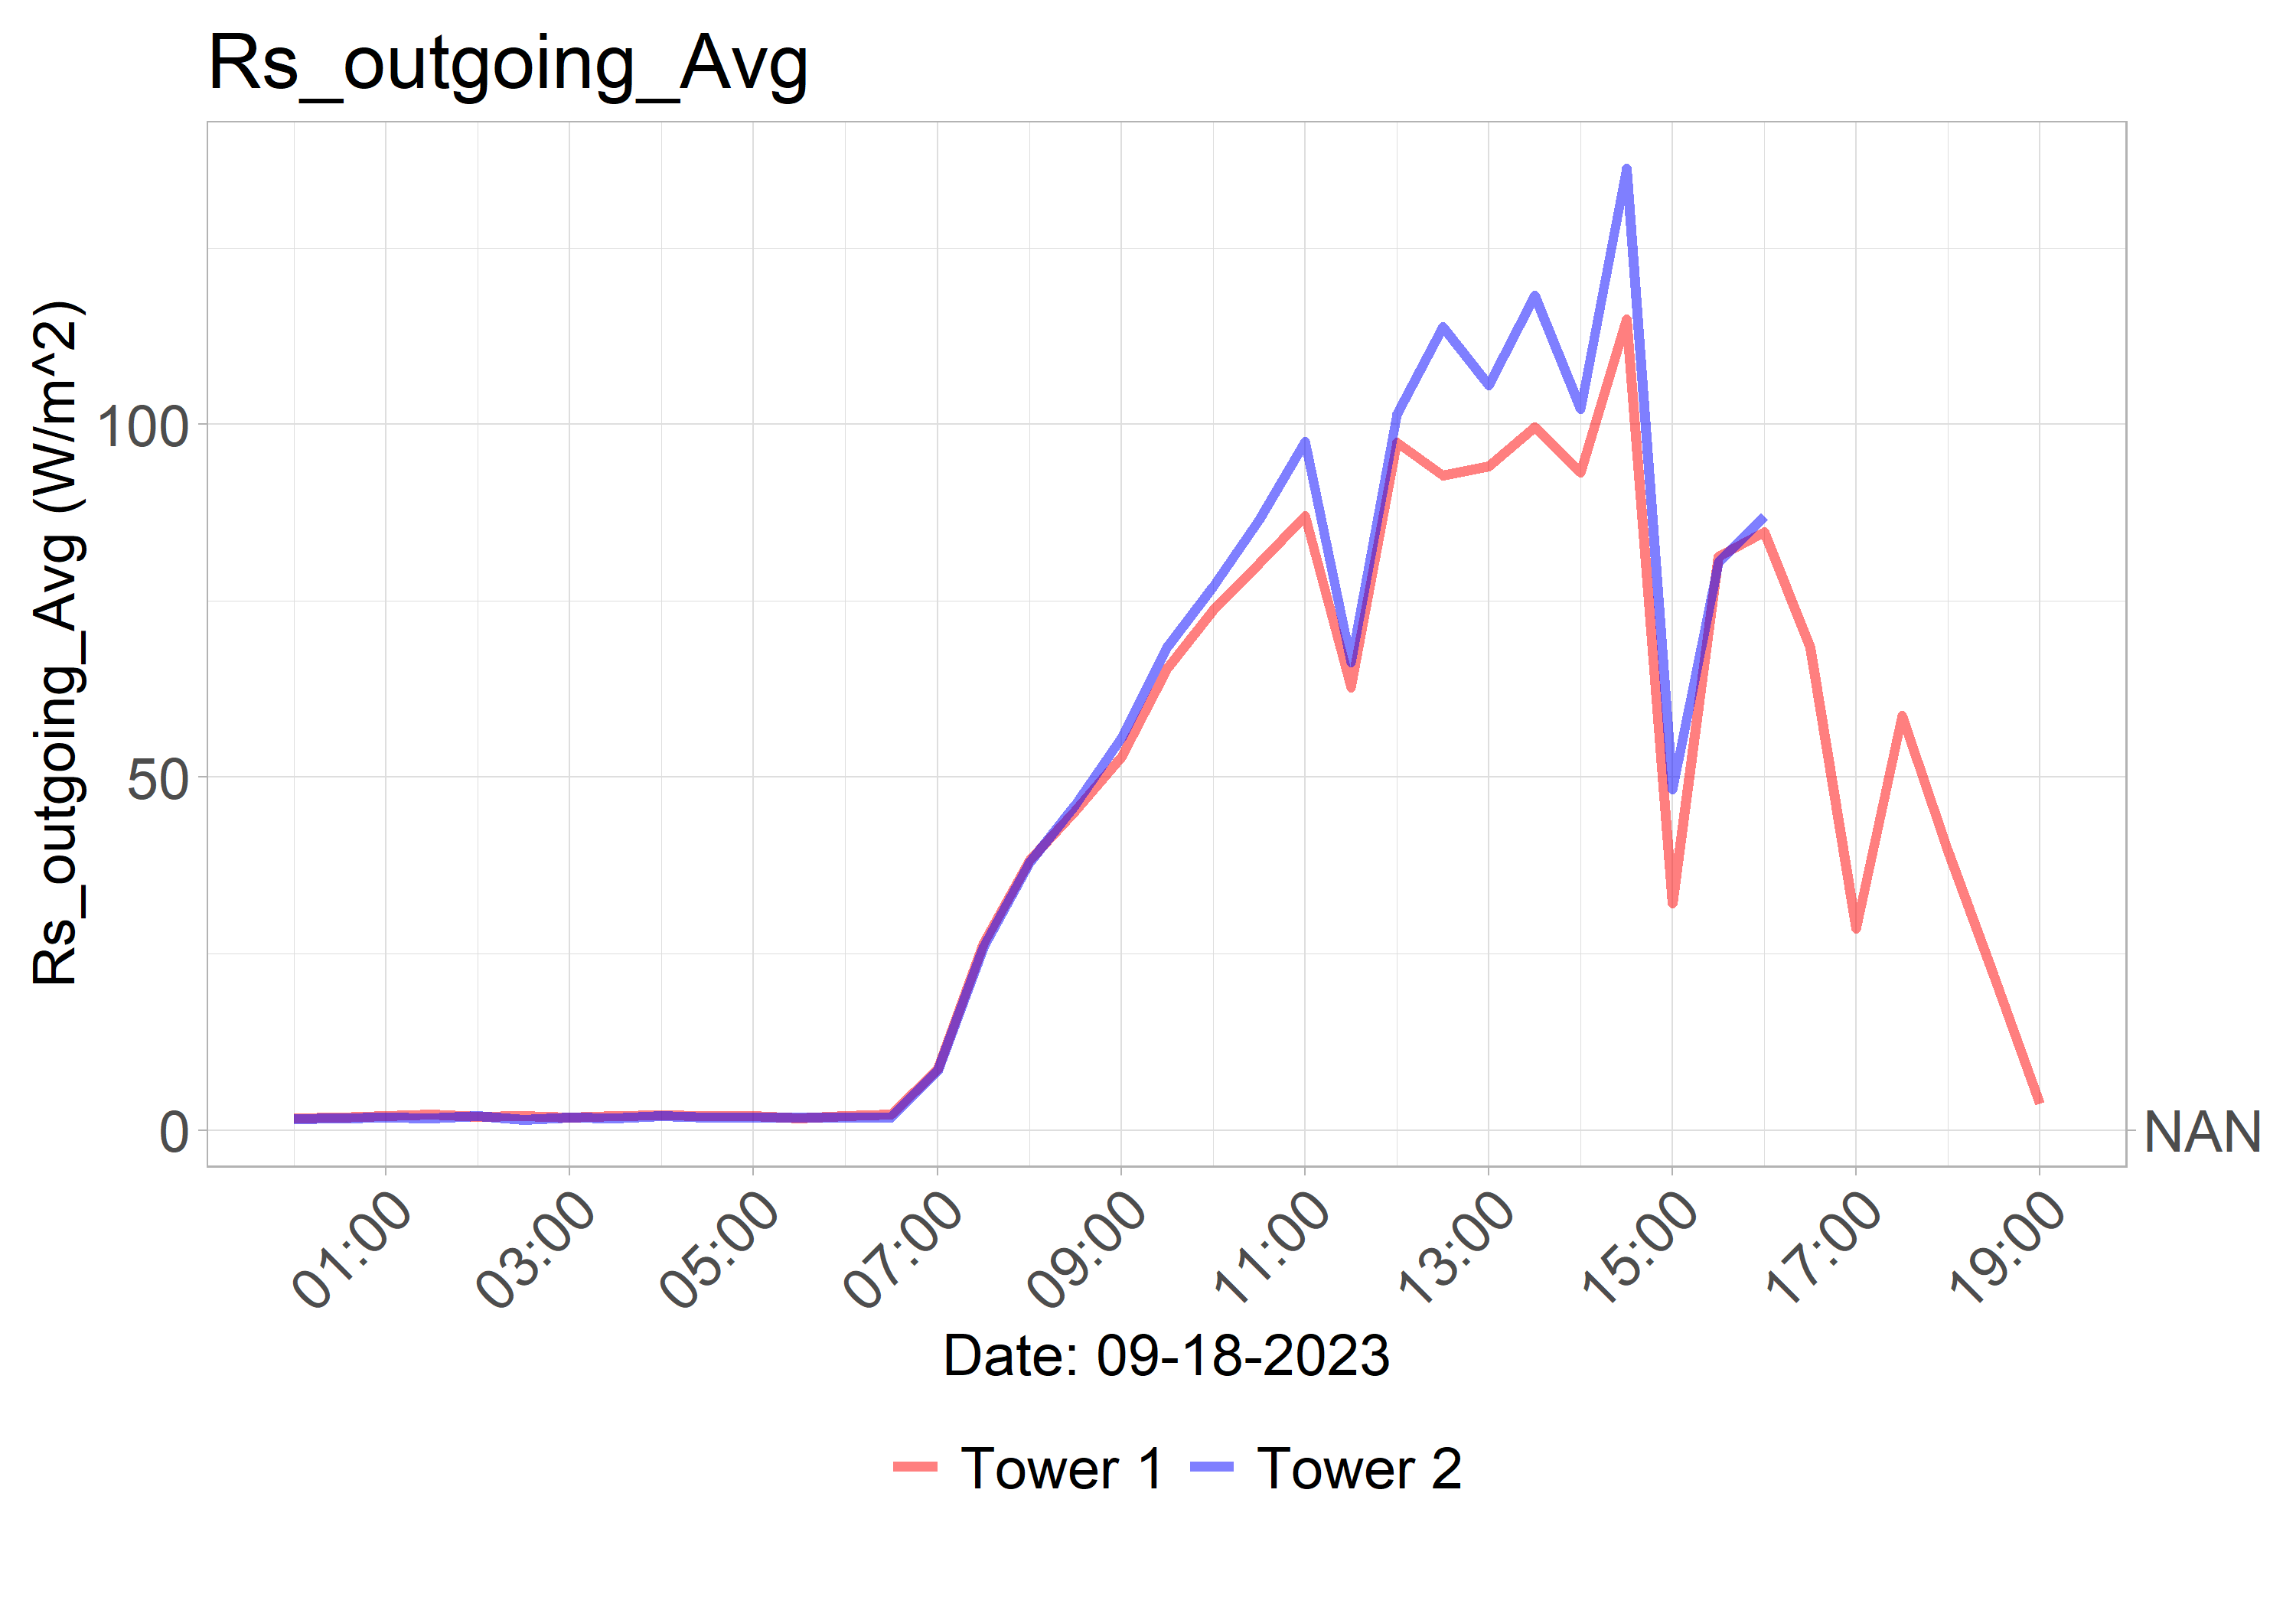 Rs_outgoing_Avg
Rs_outgoing_Avg (W/m^2)
100
50
0
NAN
01:00
03:00
05:00
07:00
09:00
11:00
13:00
15:00
17:00
19:00
Date: 09-18-2023
Tower 1
Tower 2